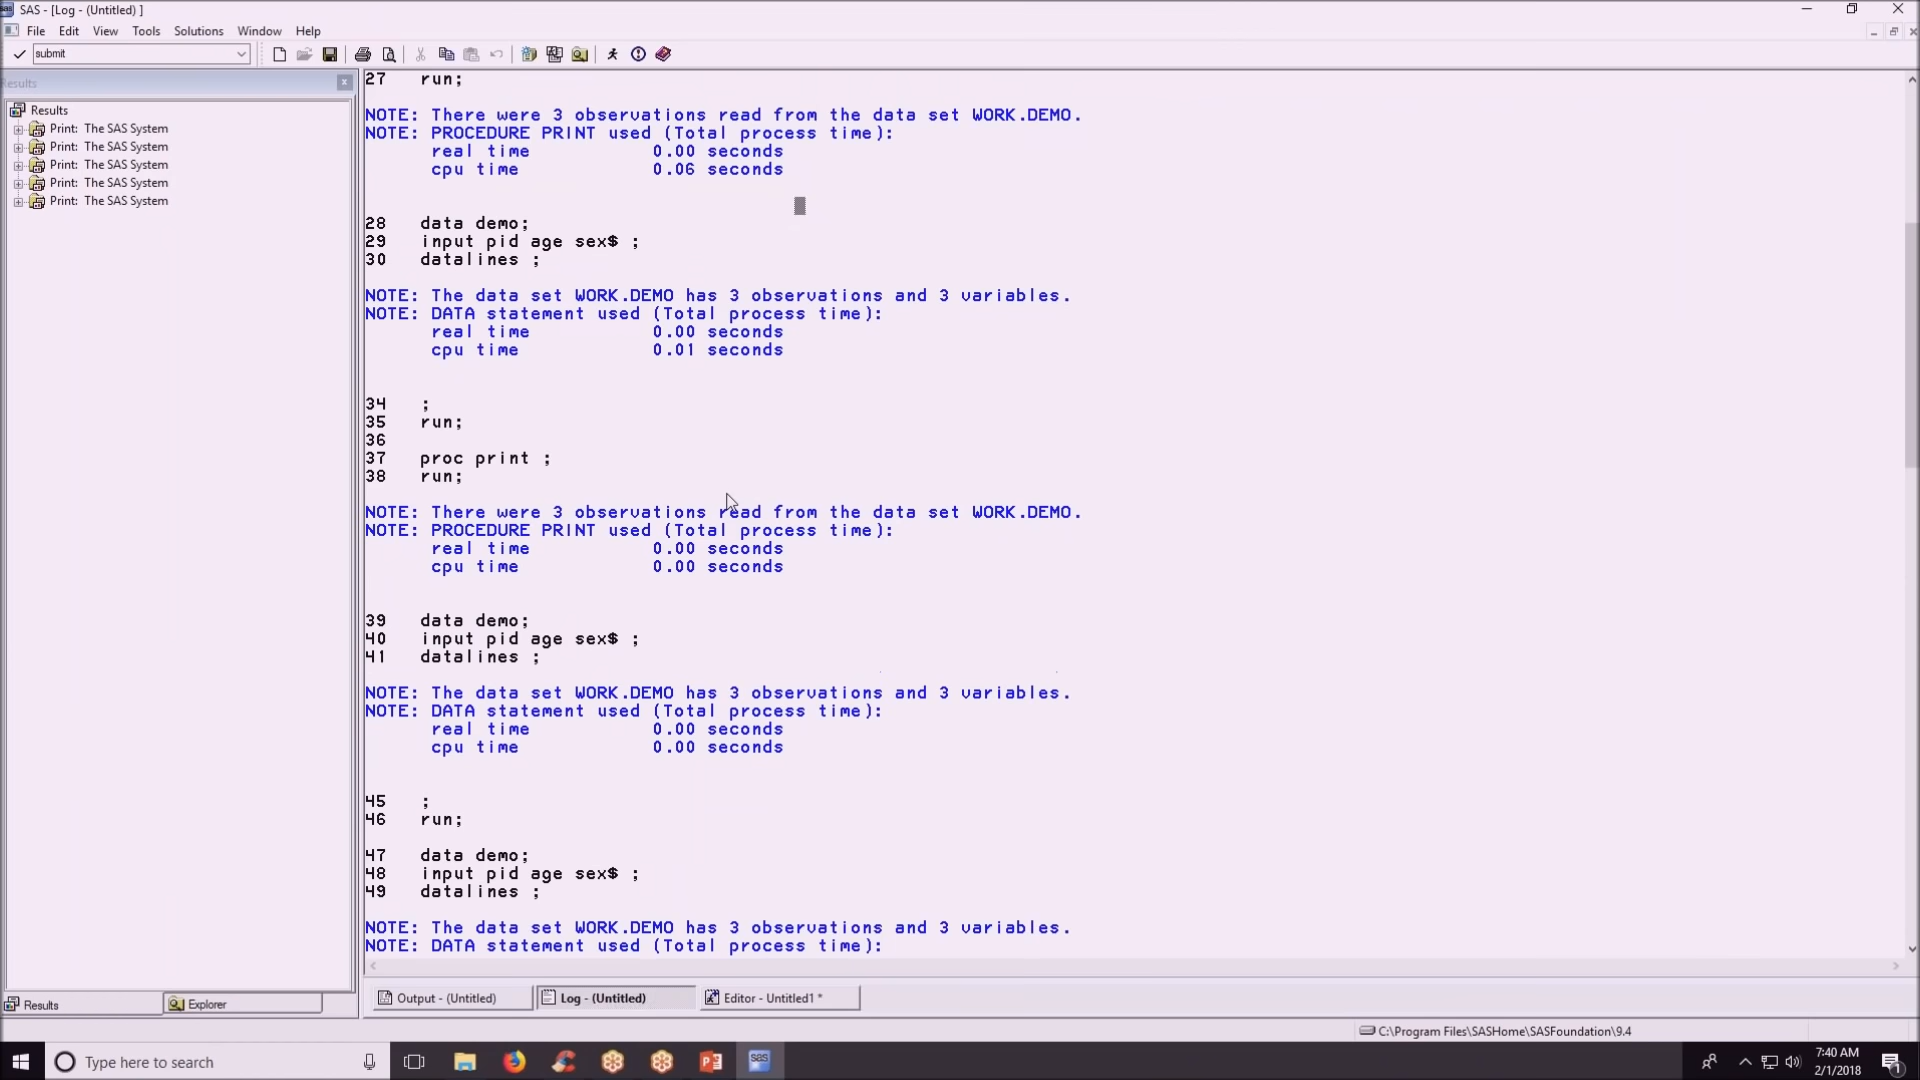 SAS - [Log - (Untitled) ]
File Edit View Tools Solutions Window Help
submit
Results
Results
Print: The SAS System
Print: The SAS System
Print: The SAS System
Print: The SAS System
Print: The SAS System
27 run;
NOTE: There were 3 observations read from the data set WORK.DEMO.
NOTE: PROCEDURE PRINT used (Total process time):
real time 0.00 seconds
cpu time 0.06 seconds
28 data demo;
29 input pid age sex$ ;
30 datalines ;
NOTE: The data set WORK.DEMO has 3 observations and 3 variables.
NOTE: DATA statement used (Total process time):
real time 0.00 seconds
cpu time 0.01 seconds
34 ;
35 run;
36
37 proc print ;
38 run;
NOTE: There were 3 observations read from the data set WORK.DEMO.
NOTE: PROCEDURE PRINT used (Total process time):
real time 0.00 seconds
cpu time 0.00 seconds
39 data demo;
40 input pid age sex$ ;
41 datalines ;
NOTE: The data set WORK.DEMO has 3 observations and 3 variables.
NOTE: DATA statement used (Total process time):
real time 0.00 seconds
cpu time 0.00 seconds
45 ;
46 run;
47 data demo;
48 input pid age sex$ ;
49 datalines ;
NOTE: The data set WORK.DEMO has 3 observations and 3 variables.
NOTE: DATA statement used (Total process time):
Results Explorer
Output - (Untitled) Log - (Untitled) Editor - Untitled1 *
C:\Program Files\SASHome\SASFoundation\9.4
Type here to search
sas
7:40 AM
2/1/2018
1